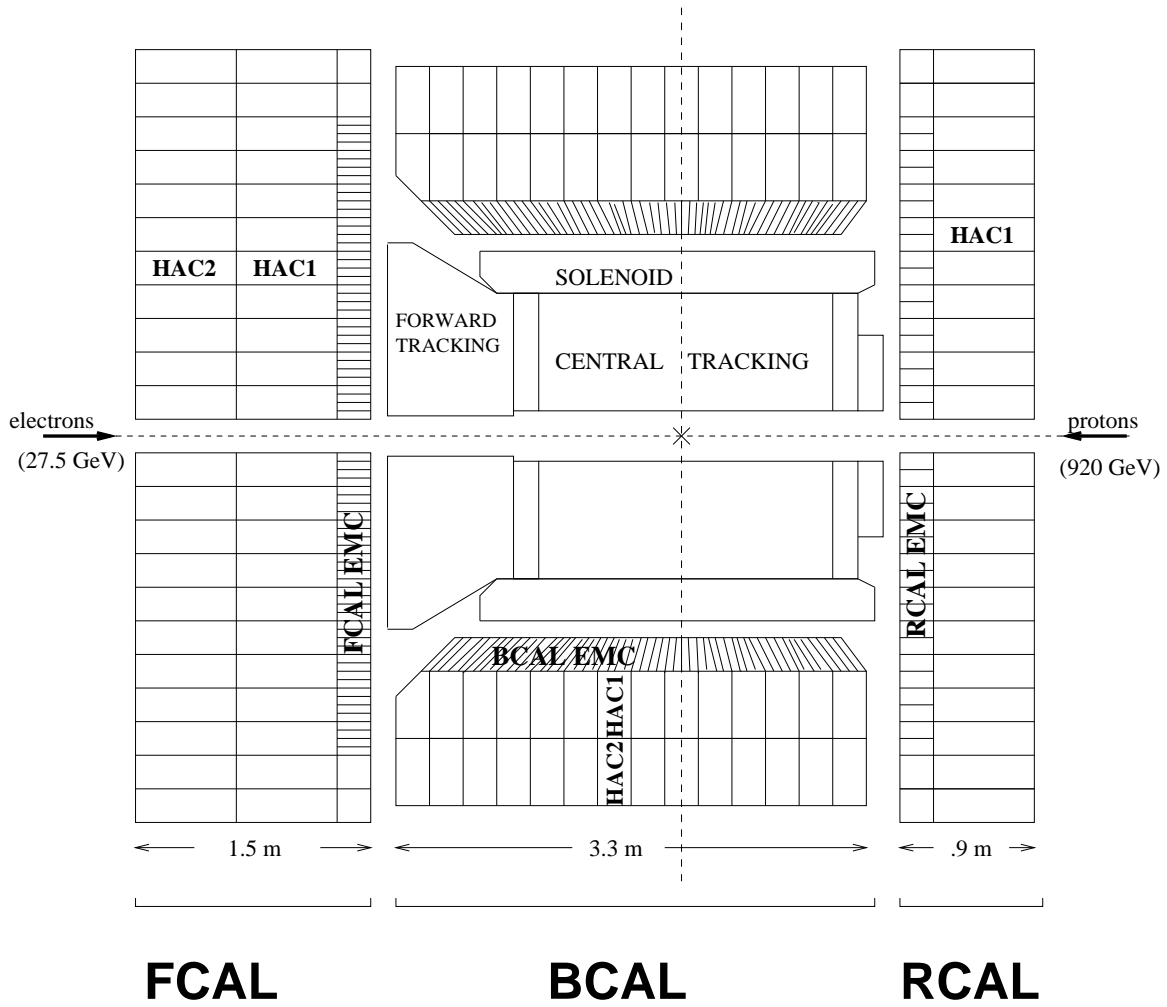 HAC1
HAC2 HAC1
SOLENOID
FORWARD
TRACKING
CENTRAL TRACKING
electrons
(27.5 GeV)
protons
(920 GeV)
FCAL EMC
RCAL EMC
BCAL EMC
HAC2 HAC1
1.5 m
3.3 m
.9 m
FCAL
BCAL
RCAL